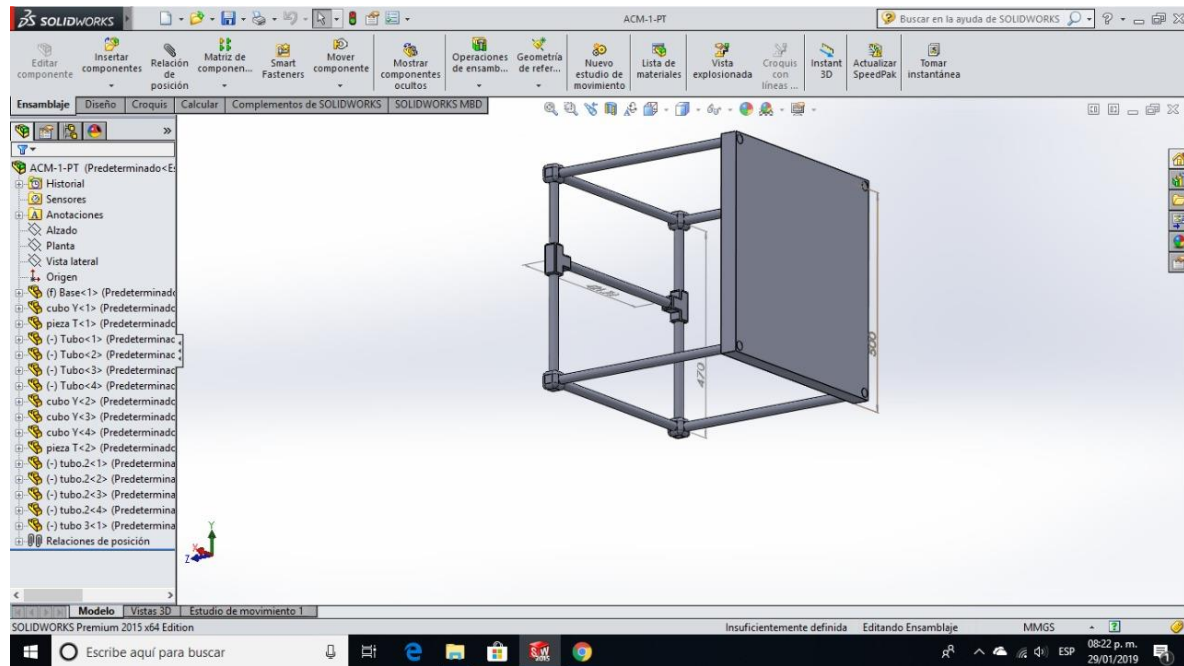 SOLIDWORKS
ACM-1-PT
Buscar en la ayuda de SOLIDWORKS
Editar componente
Insertar componentes
Relación de posición
Matriz de componen...
Smart Fasteners
Mover componente
Mostrar componentes ocultos
Operaciones de ensamb...
Geometría de refer...
Nuevo estudio de movimiento
Lista de materiales
Vista explosionada
Croquis con líneas ...
Instant 3D
Actualizar SpeedPak
Tomar instantánea
Ensamblaje Diseño Croquis Calcular Complementos de SOLIDWORKS SOLIDWORKS MBD
ACM-1-PT (Predeterminado<E
Historial
Sensores
Anotaciones
Alzado
Planta
Vista lateral
Origen
(f) Base<1> (Predeterminado
cubo Y<1> (Predeterminado
pieza T<1> (Predeterminado
(-) Tubo<1> (Predeterminac
(-) Tubo<2> (Predeterminac
(-) Tubo<3> (Predeterminac
(-) Tubo<4> (Predeterminac
cubo Y<2> (Predeterminado
cubo Y<3> (Predeterminado
cubo Y<4> (Predeterminado
pieza T<2> (Predeterminado
(-) tubo.2<1> (Predetermina
(-) tubo.2<2> (Predetermina
(-) tubo.2<3> (Predetermina
(-) tubo.2<4> (Predetermina
(-) tubo 3<1> (Predetermina
Relaciones de posición
470
500
Modelo Vistas 3D Estudio de movimiento 1
SOLIDWORKS Premium 2015 x64 Edition
Insuficientemente definida Editando Ensamblaje MMGS
Escribe aquí para buscar
ESP
08:22 p. m.
29/01/2019